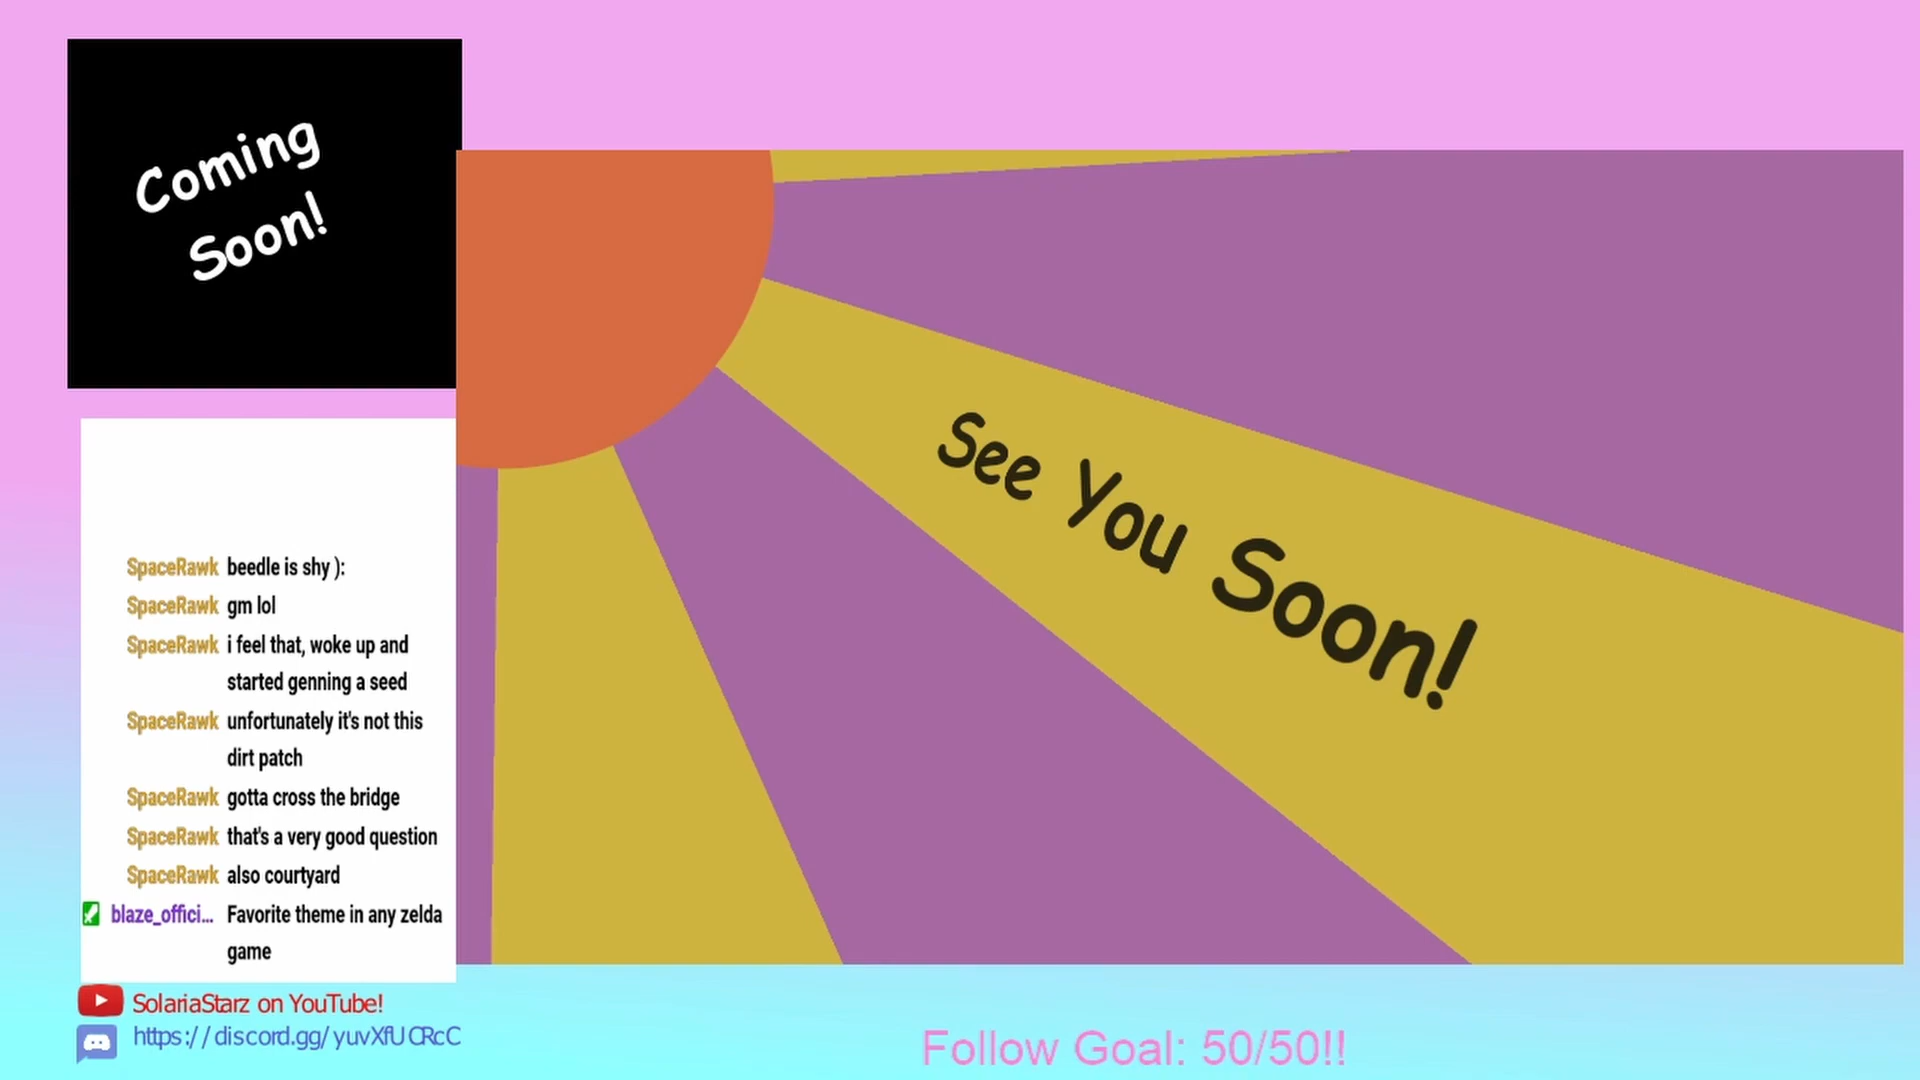 Coming
Soon!
See You Soon!
SpaceRawk beedle is shy ):
SpaceRawk gm lol
SpaceRawk i feel that, woke up and
started genning a seed
SpaceRawk unfortunately it's not this
dirt patch
SpaceRawk gotta cross the bridge
SpaceRawk that's a very good question
SpaceRawk also courtyard
blaze_offici... Favorite theme in any zelda
game
SolariaStarz on YouTube!
https://discord.gg/yuvXfUCRcC
Follow Goal: 50/50!!